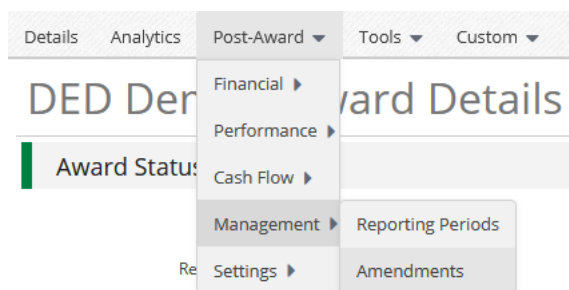 Details Analytics Post-Award Tools Custom
DED Der ward Details
Financial
Performance
Award Status
Cash Flow
Management Reporting Periods
Re Settings Amendments